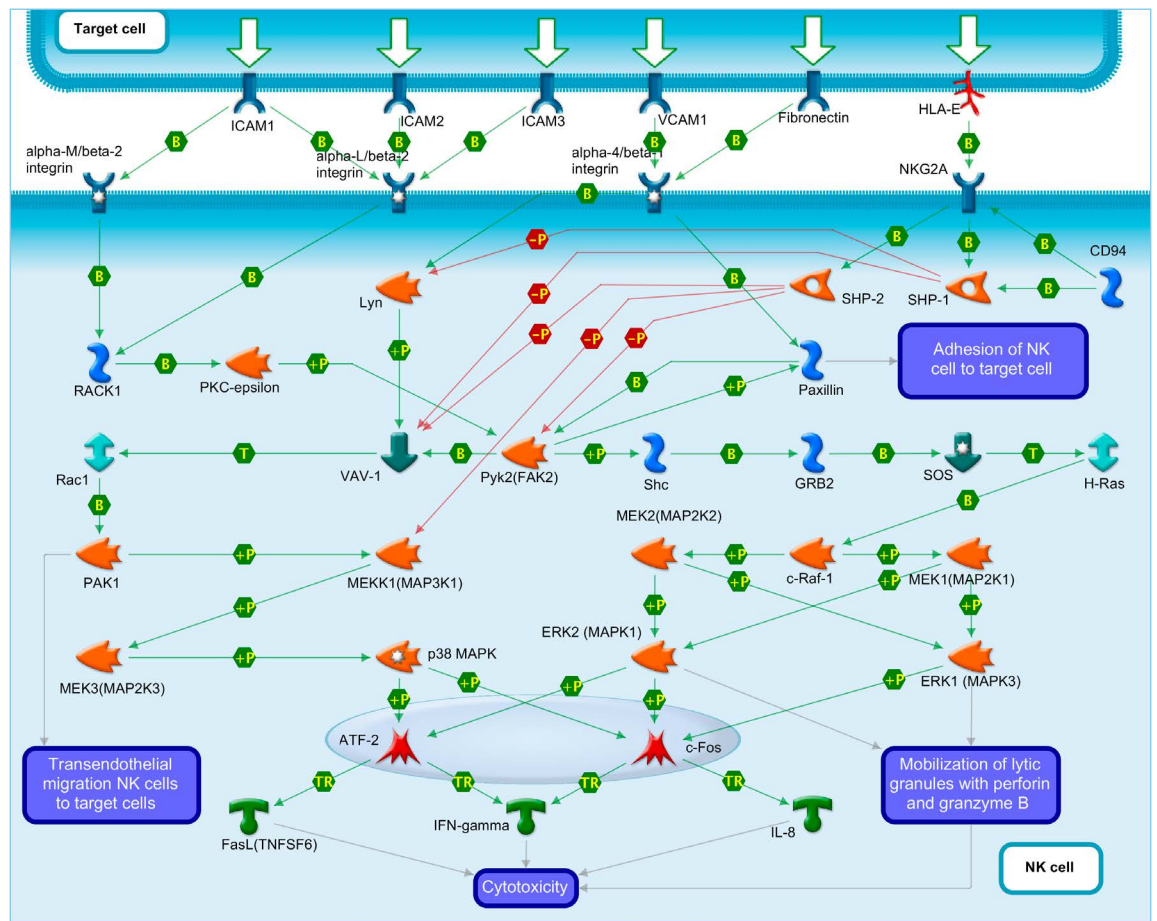 Target cell
ICAM1
ICAM2
ICAM3
VCAM1
Fibronectin
HLA-E
B
B
B
B
B
B
B
alpha-M/beta-2
integrin
alpha-L/beta-2
integrin
alpha-4/beta-1
integrin
NKG2A
B
B
B
B
B
B
B
B
-P
CD94
Lyn
SHP-2
SHP-1
-P
-P
-P
-P
+P
RACK1
B
PKC-epsilon
+P
B
+P
Paxillin
Adhesion of NK
cell to target cell
Rac1
T
VAV-1
B
Pyk2(FAK2)
+P
Shc
B
GRB2
B
SOS
T
H-Ras
B
B
MEK2(MAP2K2)
PAK1
+P
MEKK1(MAP3K1)
+P
c-Raf-1
+P
MEK1(MAP2K1)
+P
+P
+P
+P
+P
ERK2 (MAPK1)
MEK3(MAP2K3)
+P
p38 MAPK
ERK1 (MAPK3)
+P
+P
+P
+P
+P
ATF-2
c-Fos
Transendothelial
migration NK cells
to target cells
Mobilization of lytic
granules with perforin
and granzyme B
TR
TR
TR
TR
FasL(TNFSF6)
IFN-gamma
IL-8
Cytotoxicity
NK cell